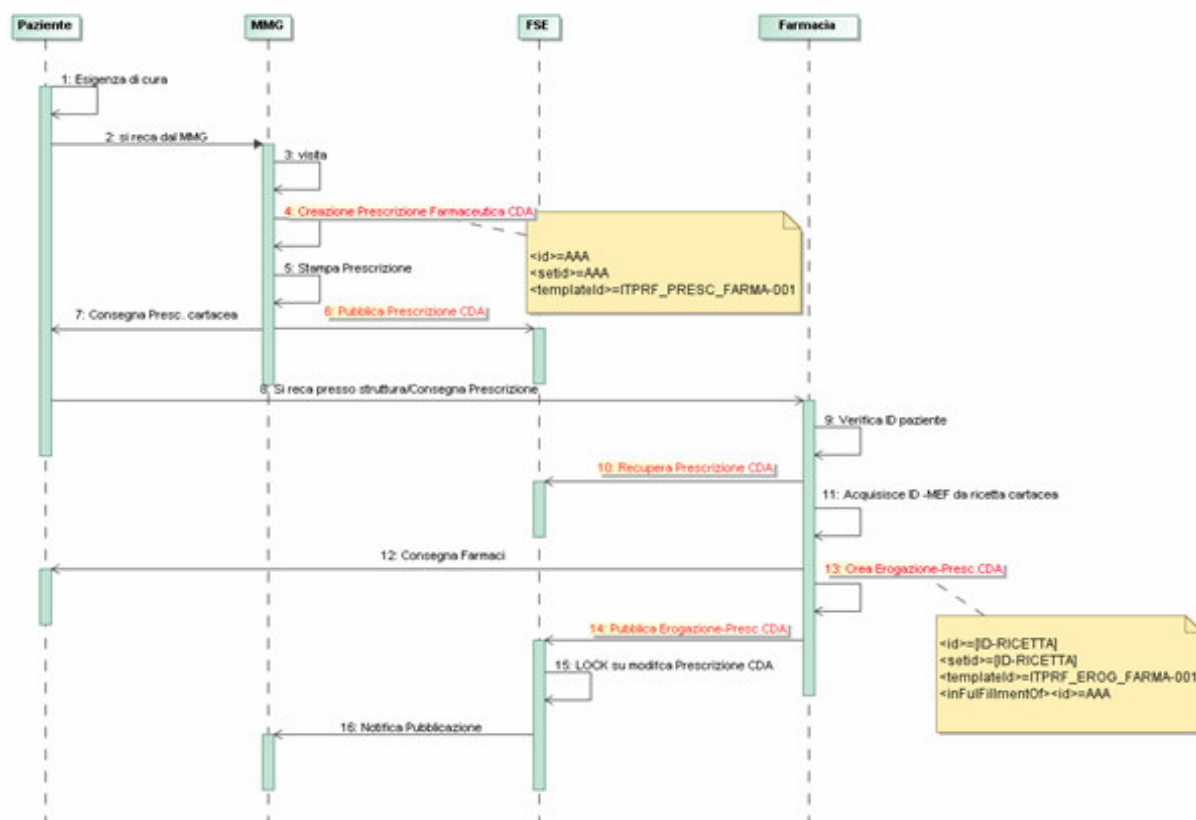 Paziente
MMG
FSE
Farmacia
1: Esigenza di cura
2: si reca dal MMG
3: visita
4: Creazione Prescrizione Farmaceutica CDA
<id>=AAA
<setid>=AAA
<templateId>=ITPRF_PRESC_FARMA-001
5: Stampa Prescrizione
6: Pubblica Prescrizione CDA
7: Consegna Presc. cartacea
8: Si reca presso struttura/Consegna Prescrizione
9: Verifica ID paziente
10: Recupera Prescrizione CDA
11: Acquisisce ID -MEF da ricetta cartacea
12: Consegna Farmaci
13: Crea Erogazione-Presc.CDA
14: Pubblica Erogazione-Presc CDA
<id>=[ID-RICETTA]
<setid>=[ID-RICETTA]
<templateId>=ITPRF_EROG_FARMA-001
<inFulFillmentOf><id>=AAA
15: LOCK su modifca Prescrizione CDA
16: Notifica Pubblicazione